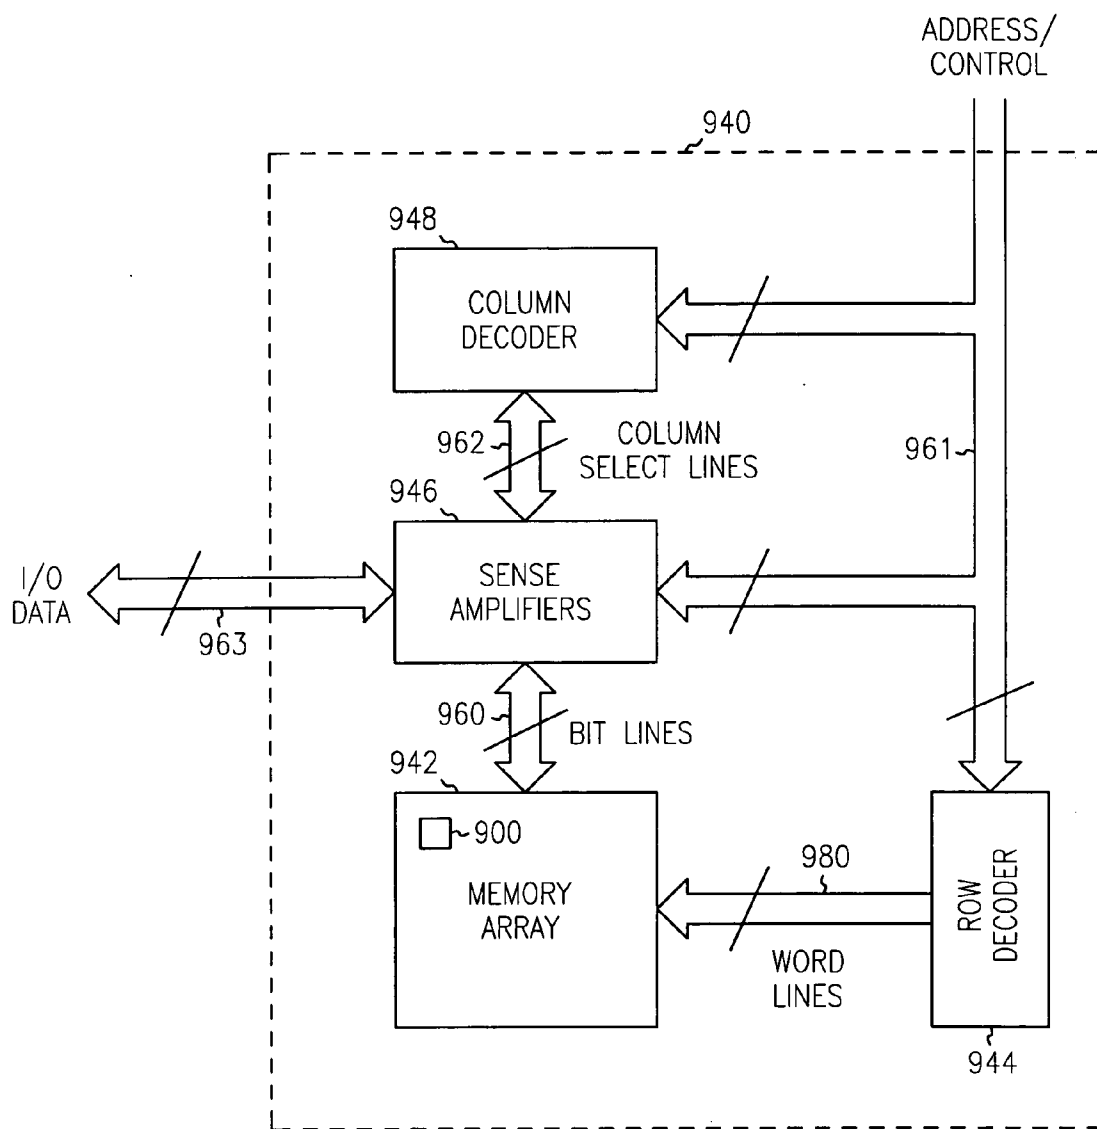 ADDRESS/
CONTROL
940
948
COLUMN
DECODER
962
COLUMN
SELECT LINES
961
946
I/O
DATA
SENSE
AMPLIFIERS
963
960
BIT LINES
942
900
MEMORY
ARRAY
980
WORD
LINES
ROW
DECODER
944